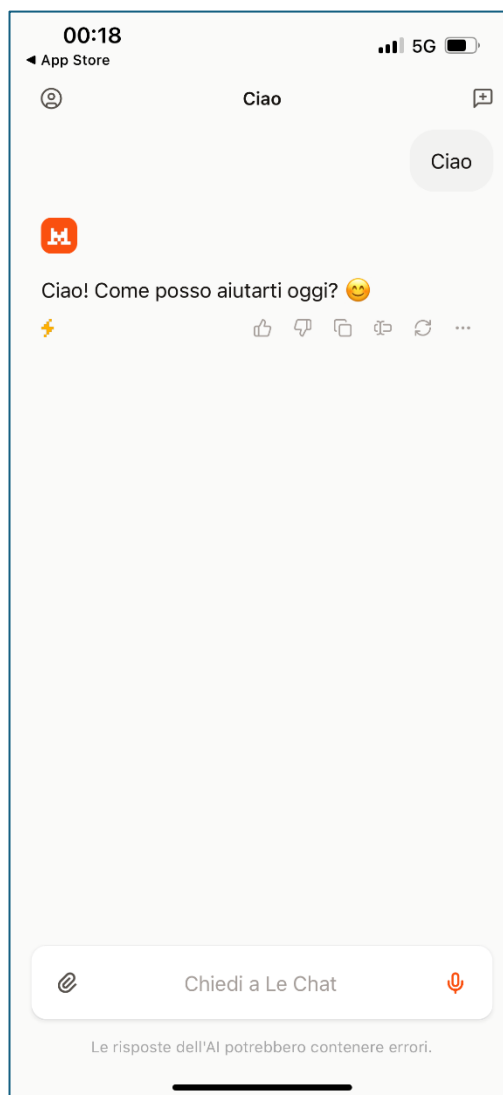 00:18
5G
◀ App Store
Ciao
Ciao
Ciao! Come posso aiutarti oggi? 😊
Chiedi a Le Chat
Le risposte dell'AI potrebbero contenere errori.